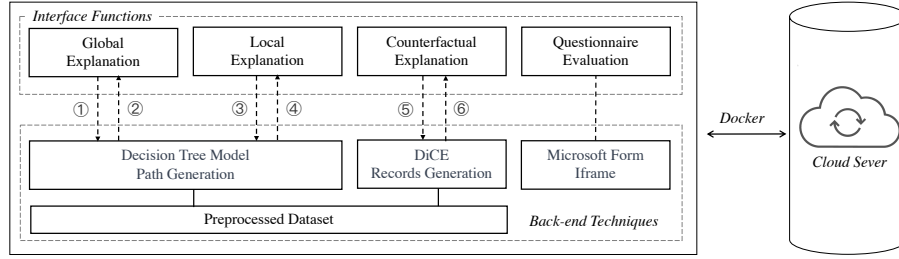 Interface Functions
Global
Explanation
Local
Explanation
Counterfactual
Explanation
Questionnaire
Evaluation
①
②
③
④
⑤
⑥
Decision Tree Model
Path Generation
DiCE
Records Generation
Microsoft Form
Iframe
Preprocessed Dataset
Back-end Techniques
Docker
Cloud Sever